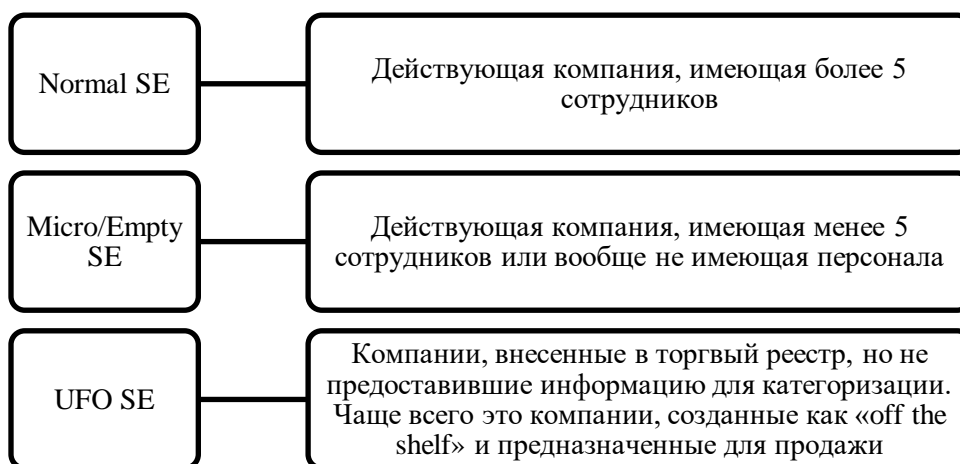 Normal SE
Действующая компания, имеющая более 5
сотрудников
Micro/Empty
SE
Действующая компания, имеющая менее 5
сотрудников или вообще не имеющая персонала
UFO SE
Компании, внесенные в торгвый реестр, но не
предоставившие информацию для категоризации.
Чаще всего это компании, созданные как «off the
shelf» и предназначенные для продажи